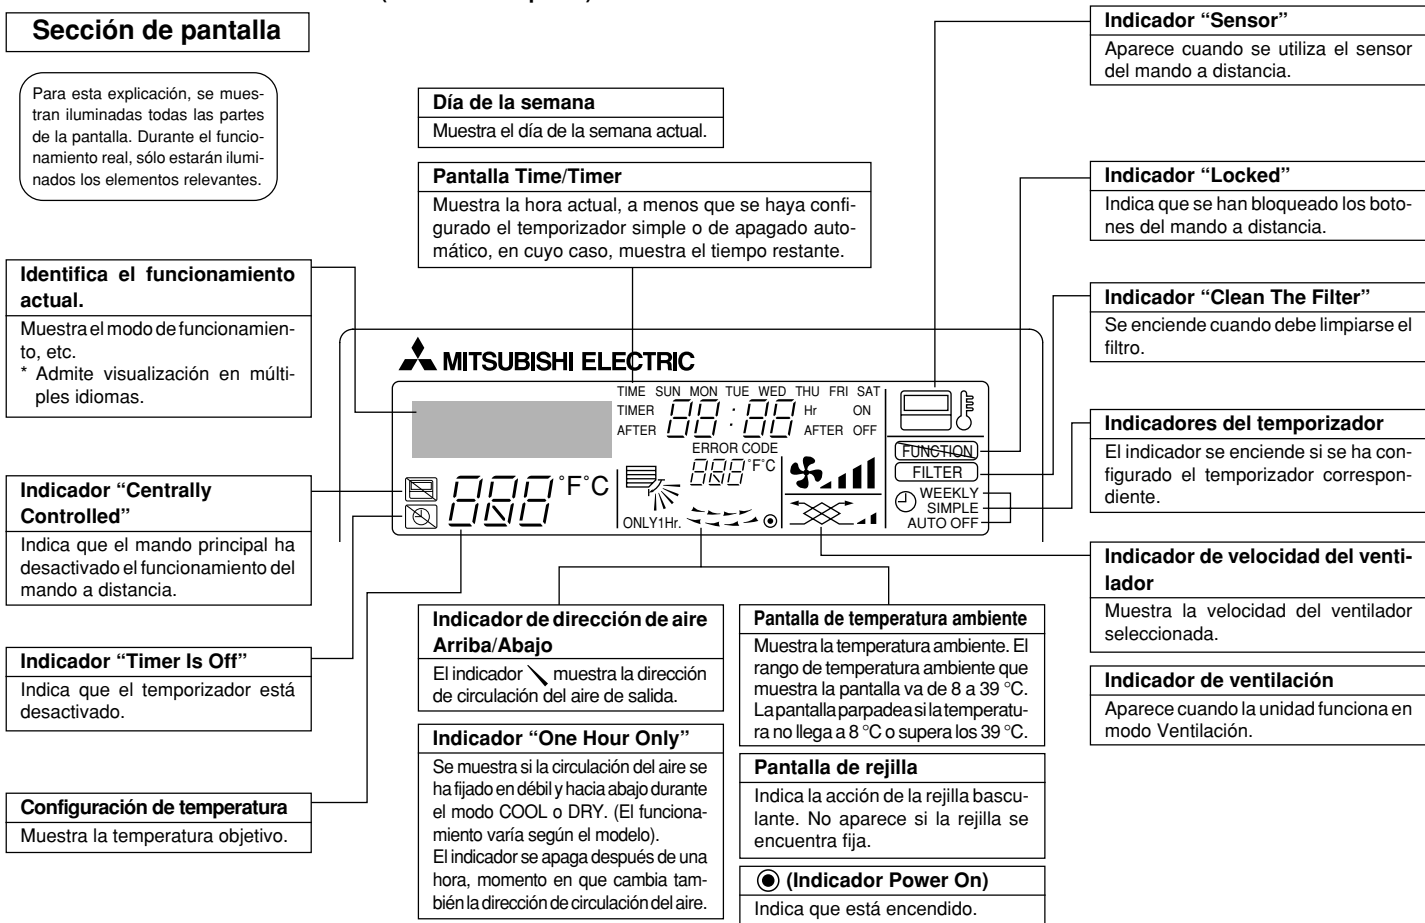 Sección de pantalla
Para esta explicación, se mues-
tran iluminadas todas las partes
de la pantalla. Durante el funcio-
namiento real, sólo estarán ilumi-
nados los elementos relevantes.
Identifica el funcionamiento
actual.
Muestra el modo de funcionamien-
to, etc.
* Admite visualización en múlti-
ples idiomas.
Indicador “Centrally
Controlled”
Indica que el mando principal ha
desactivado el funcionamiento del
mando a distancia.
Indicador “Timer Is Off”
Indica que el temporizador está
desactivado.
Configuración de temperatura
Muestra la temperatura objetivo.
Día de la semana
Muestra el día de la semana actual.
Pantalla Time/Timer
Muestra la hora actual, a menos que se haya confi-
gurado el temporizador simple o de apagado auto-
mático, en cuyo caso, muestra el tiempo restante.
MITSUBISHI ELECTRIC
TIME SUN MON TUE WED THU FRI SAT
TIMER 88:88 Hr ON
AFTER AFTER OFF
ERROR CODE
°F°C
°F°C
ONLY1Hr.
FUNCTION
FILTER
WEEKLY
SIMPLE
AUTO OFF
Indicador de dirección de aire
Arriba/Abajo
El indicador muestra la dirección
de circulación del aire de salida.
Indicador “One Hour Only”
Se muestra si la circulación del aire se
ha fijado en débil y hacia abajo durante
el modo COOL o DRY. (El funciona-
miento varía según el modelo).
El indicador se apaga después de una
hora, momento en que cambia tam-
bién la dirección de circulación del aire.
Pantalla de temperatura ambiente
Muestra la temperatura ambiente. El
rango de temperatura ambiente que
muestra la pantalla va de 8 a 39 °C.
La pantalla parpadea si la temperatu-
ra no llega a 8 °C o supera los 39 °C.
Pantalla de rejilla
Indica la acción de la rejilla bascu-
lante. No aparece si la rejilla se
encuentra fija.
(Indicador Power On)
Indica que está encendido.
Indicador “Sensor”
Aparece cuando se utiliza el sensor
del mando a distancia.
Indicador “Locked”
Indica que se han bloqueado los boto-
nes del mando a distancia.
Indicador “Clean The Filter”
Se enciende cuando debe limpiarse el
filtro.
Indicadores del temporizador
El indicador se enciende si se ha con-
figurado el temporizador correspon-
diente.
Indicador de velocidad del venti-
lador
Muestra la velocidad del ventilador
seleccionada.
Indicador de ventilación
Aparece cuando la unidad funciona en
modo Ventilación.